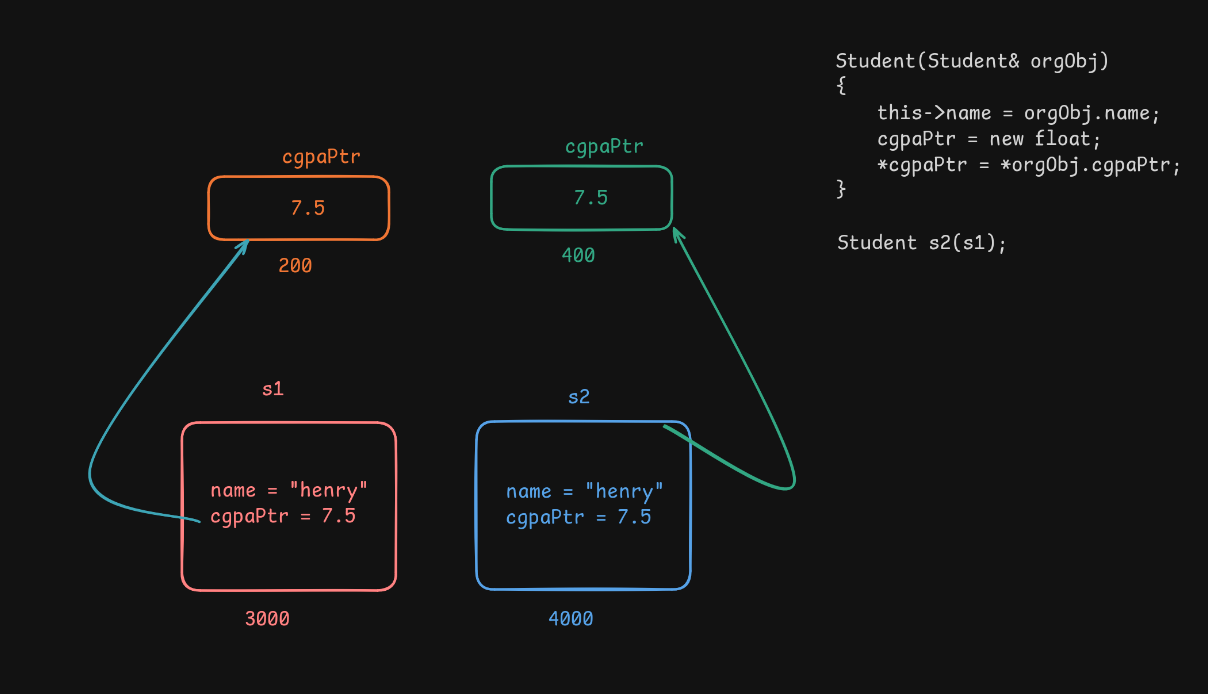 Student(Student& orgObj)
{
this->name = orgObj.name;
cgpaPtr = new float;
*cgpaPtr = *orgObj.cgpaPtr;
}
Student s2(s1);
cgpaPtr
7.5
200
cgpaPtr
7.5
400
s1
name = "henry"
cgpaPtr = 7.5
3000
s2
name = "henry"
cgpaPtr = 7.5
4000